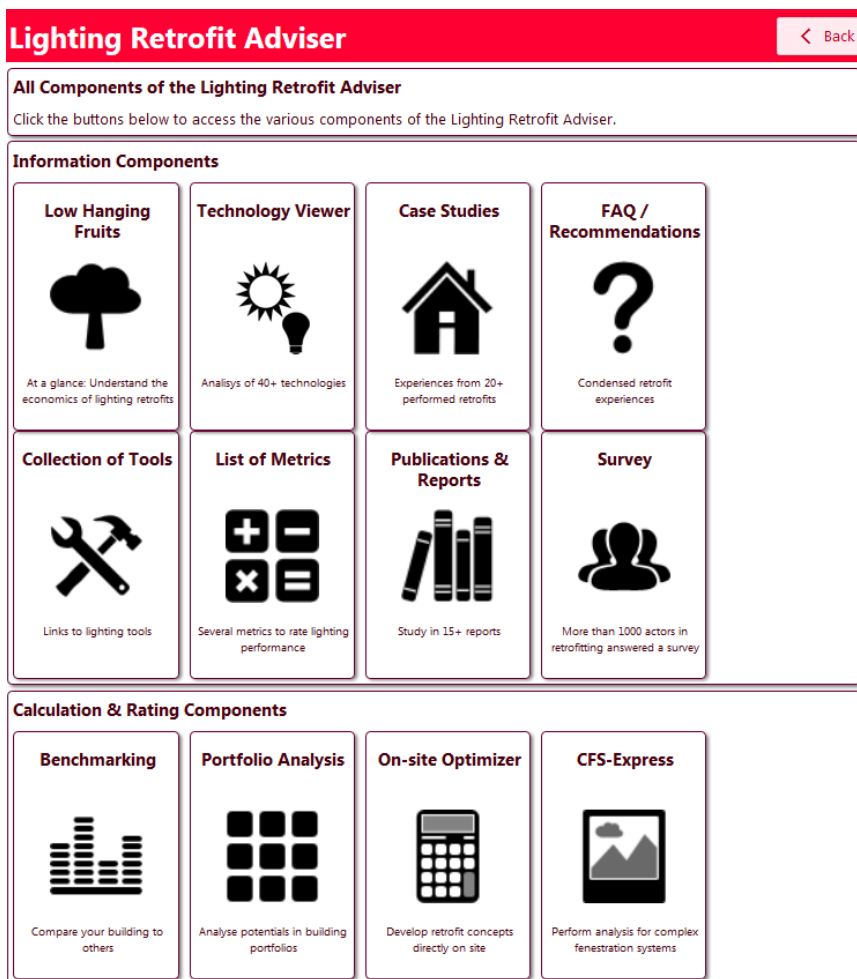 Lighting Retrofit Adviser
Back
All Components of the Lighting Retrofit Adviser
Click the buttons below to access the various components of the Lighting Retrofit Adviser.
Information Components
Low Hanging
Fruits
At a glance: Understand the
economics of lighting retrofits
Technology Viewer
Analisys of 40+ technologies
Case Studies
Experiences from 20+
performed retrofits
FAQ /
Recommendations
Condensed retrofit
experiences
Collection of Tools
Links to lighting tools
List of Metrics
Several metrics to rate lighting
performance
Publications &
Reports
Study in 15+ reports
Survey
More than 1000 actors in
retrofitting answered a survey
Calculation & Rating Components
Benchmarking
Compare your building to
others
Portfolio Analysis
Analyse potentials in building
portfolios
On-site Optimizer
Develop retrofit concepts
directly on site
CFS-Express
Perform analysis for complex
fenestration systems